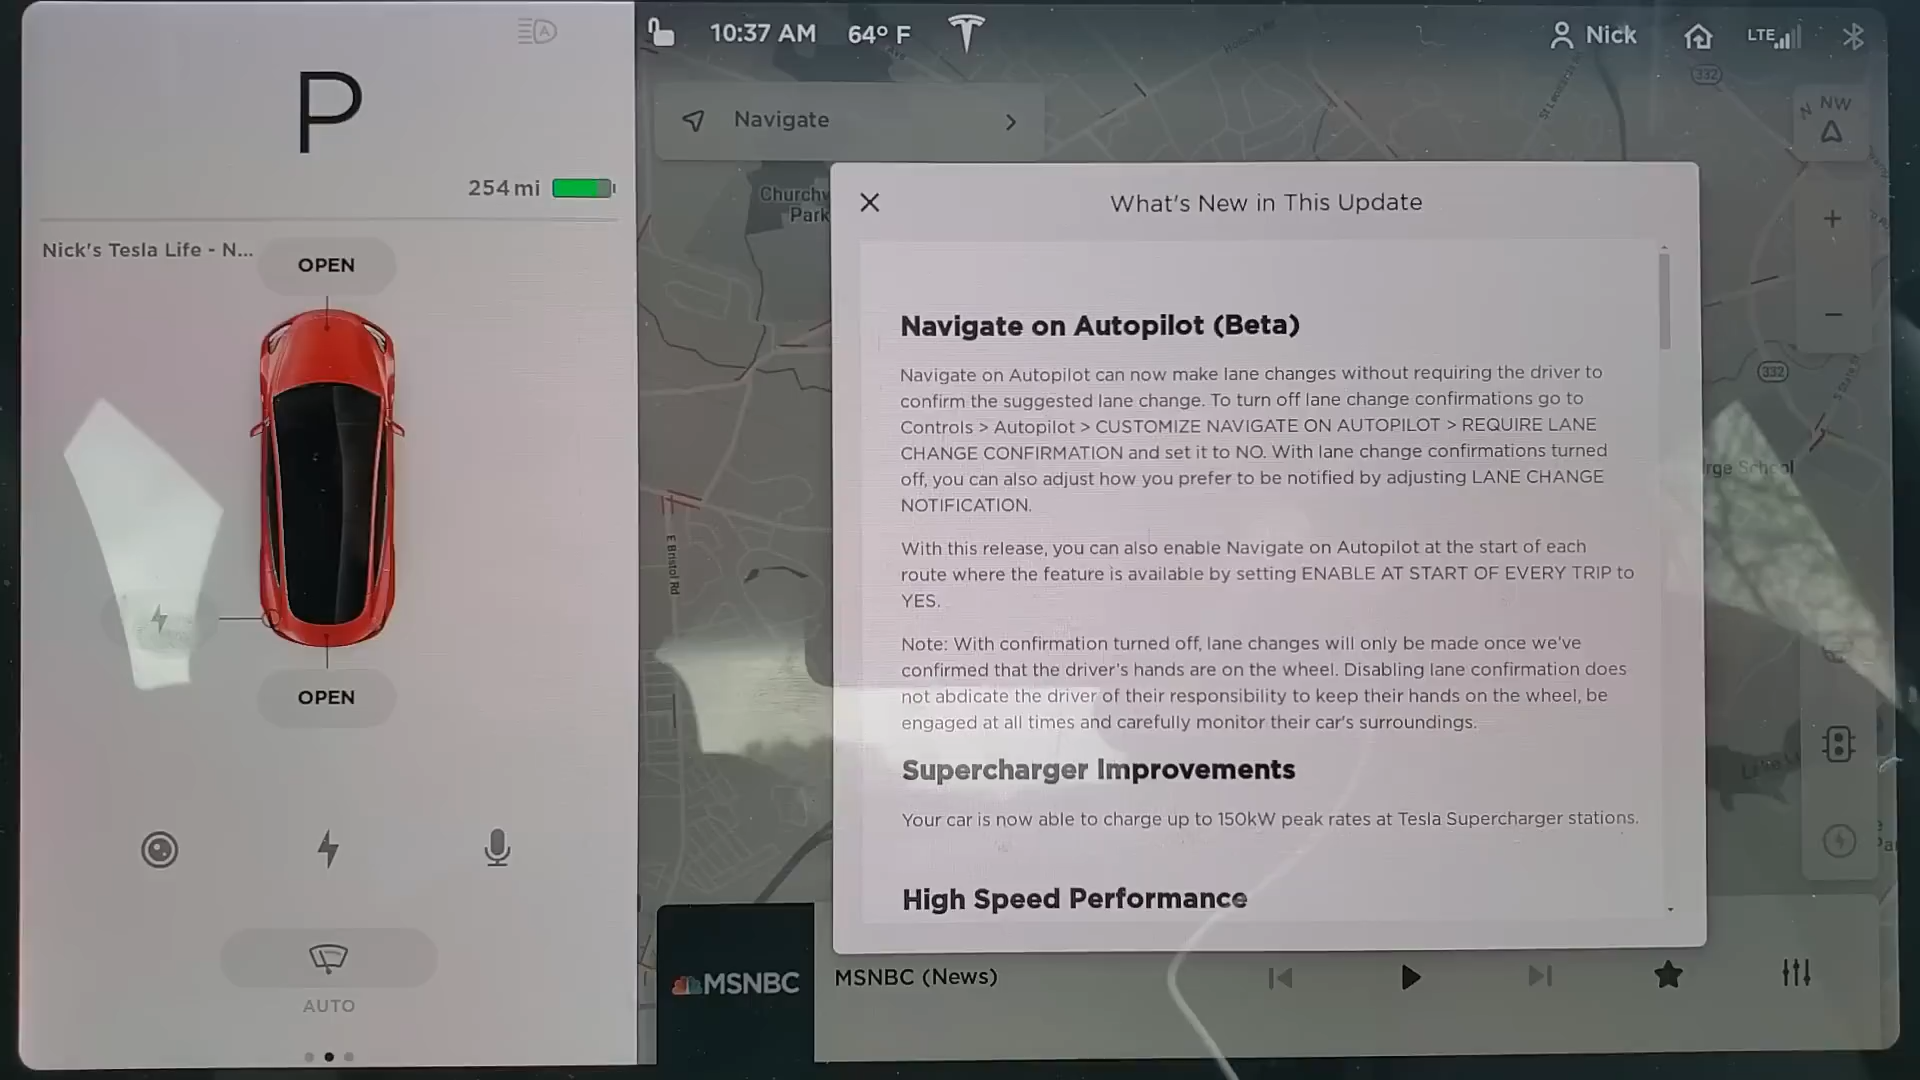 P
254 mi
Nick's Tesla Life - N...
OPEN
OPEN
AUTO
10:37 AM
64° F
Nick
LTE
Navigate
NW
N
332
332
Park
E Bristol Rd
What's New in This Update
Navigate on Autopilot (Beta)
Navigate on Autopilot can now make lane changes without requiring the driver to
confirm the suggested lane change. To turn off lane change confirmations go to
Controls > Autopilot > CUSTOMIZE NAVIGATE ON AUTOPILOT > REQUIRE LANE
CHANGE CONFIRMATION and set it to NO. With lane change confirmations turned
off, you can also adjust how you prefer to be notified by adjusting LANE CHANGE
NOTIFICATION.
With this release, you can also enable Navigate on Autopilot at the start of each
route where the feature is available by setting ENABLE AT START OF EVERY TRIP to
YES.
Note: With confirmation turned off, lane changes will only be made once we've
confirmed that the driver's hands are on the wheel. Disabling lane confirmation does
not abdicate the driver of their responsibility to keep their hands on the wheel, be
engaged at all times and carefully monitor their car's surroundings.
Supercharger Improvements
Your car is now able to charge up to 150kW peak rates at Tesla Supercharger stations.
High Speed Performance
School
MSNBC
MSNBC (News)